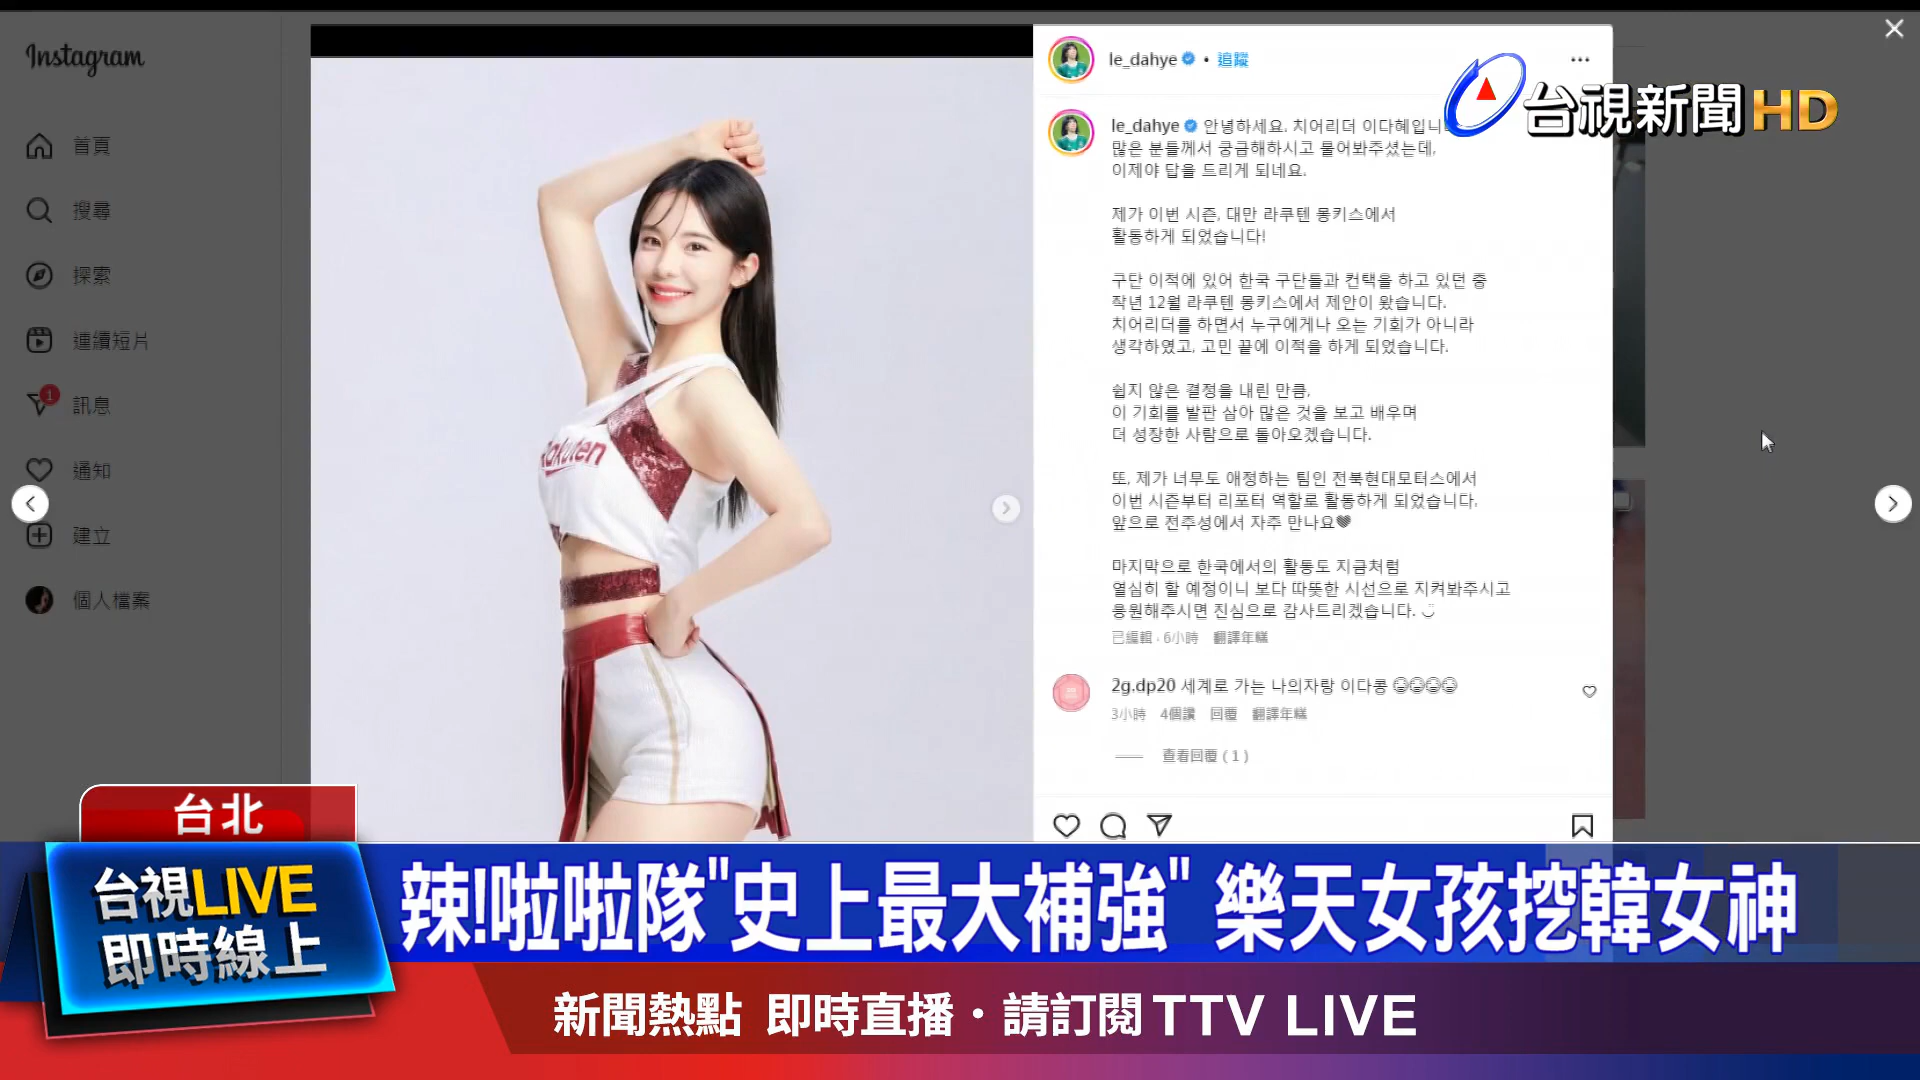 Instagram
首頁
搜尋
探索
連續短片
1
訊息
通知
建立
個人檔案
Rakuten
le_dahye • 追蹤
台視新聞HD
le_dahye 안녕하세요, 치어리더 이다혜입니
많은 분들께서 궁금해하시고 물어봐주셨는데,
이제야 답을 드리게 되네요.
제가 이번 시즌, 대만 라쿠텐 몽키스에서
활동하게 되었습니다!
구단 이적에 있어 한국 구단들과 컨택을 하고 있던 중
작년 12월 라쿠텐 몽키스에서 제안이 왔습니다.
치어리더를 하면서 누구에게나 오는 기회가 아니라
생각하였고, 고민 끝에 이적을 하게 되었습니다.
쉽지 않은 결정을 내린 만큼,
이 기회를 발판 삼아 많은 것을 보고 배우며
더 성장한 사람으로 돌아오겠습니다.
또, 제가 너무도 애정하는 팀인 전북현대모터스에서
이번 시즌부터 리포터 역할로 활동하게 되었습니다.
앞으로 전주성에서 자주 만나요🖤
마지막으로 한국에서의 활동도 지금처럼
열심히 할 예정이니 보다 따뜻한 시선으로 지켜봐주시고
응원해주시면 진심으로 감사드리겠습니다. ت̈
已編輯 · 6小時 翻譯年糕
2g.dp20 세계로 가는 나의자랑 이다콩 😍😍😍😍
3小時 4個讚 回覆 翻譯年糕
查看回覆 ( 1 )
台北
台視LIVE
即時線上
辣!啦啦隊"史上最大補強" 樂天女孩挖韓女神
新聞熱點 即時直播・請訂閱TTV LIVE